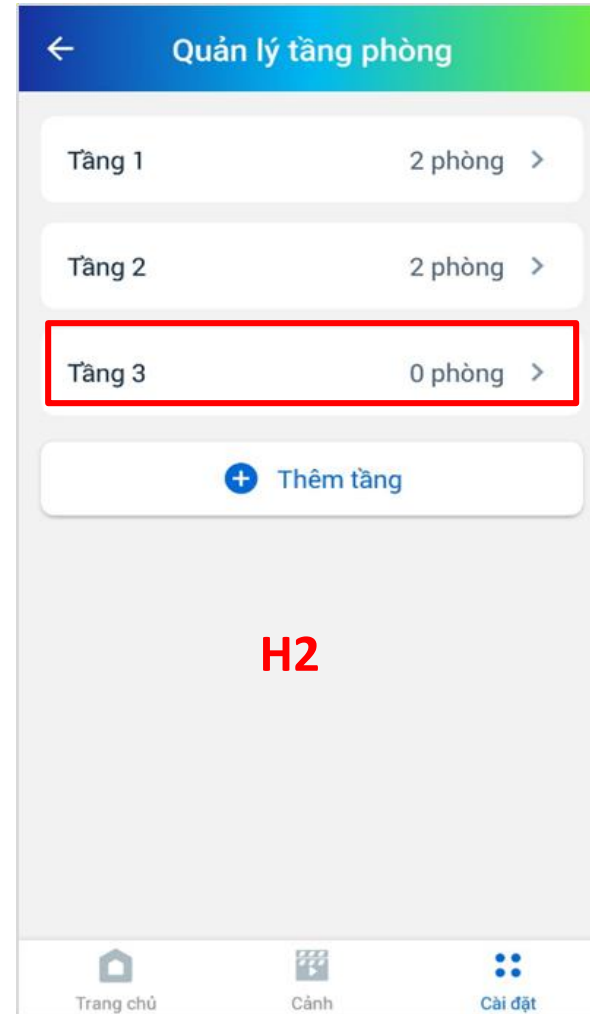 Quản lý tầng phòng
Tầng 1 2 phòng
Tầng 2 2 phòng
Tầng 3 0 phòng
Thêm tầng
H2
Trang chủ Cảnh Cài đặt